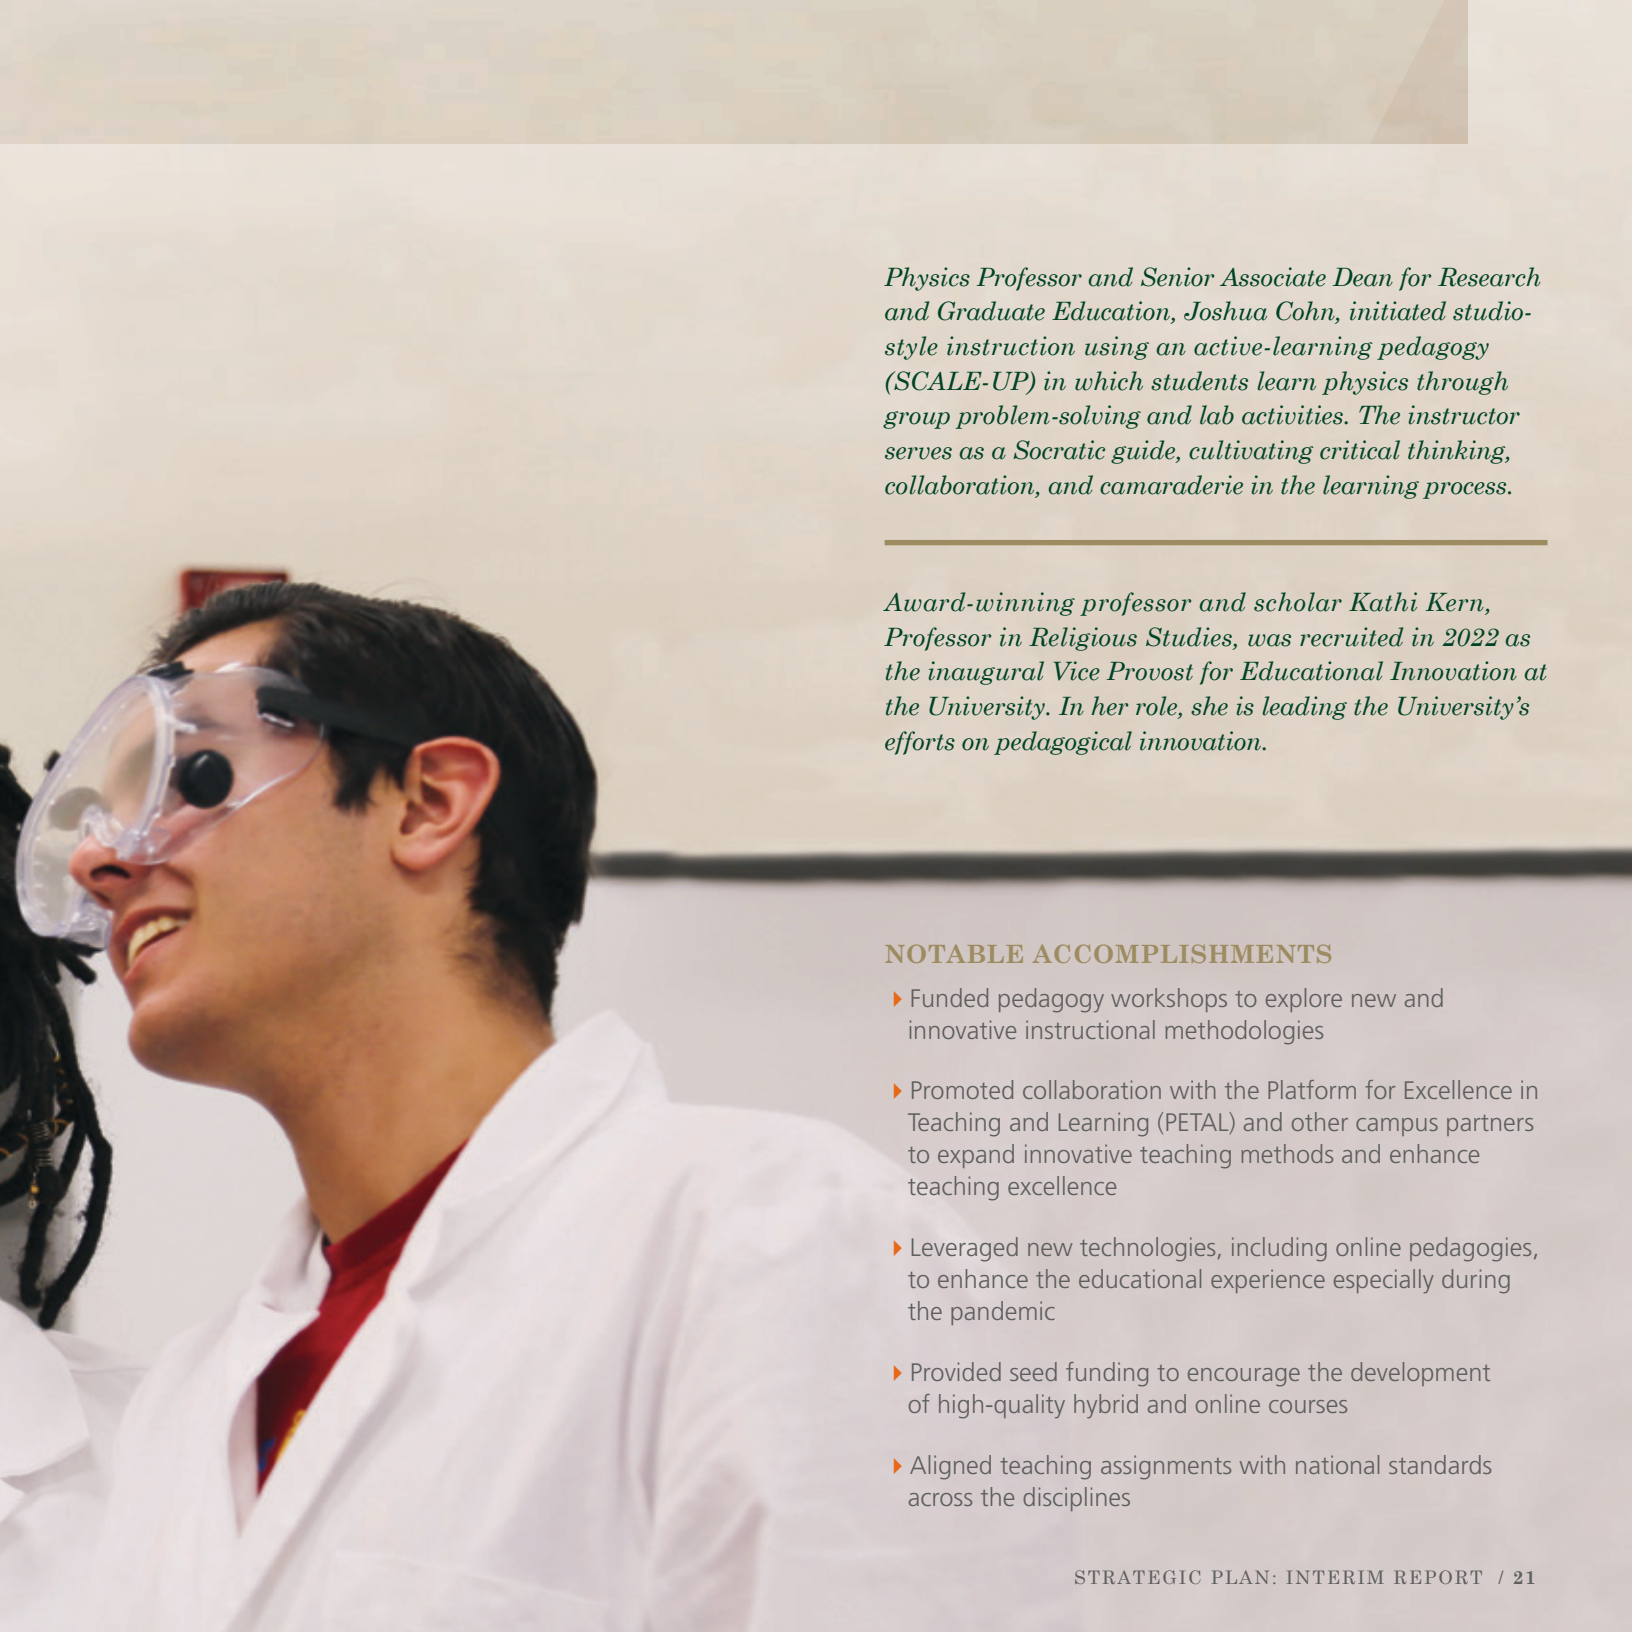 Physics Professor and Senior Associate Dean for Research
and Graduate Education, Joshua Cohn, initiated studio-
style instruction using an active-learning pedagogy
(SCALE-UP) in which students learn physics through
group problem-solving and lab activities. The instructor
serves as a Socratic guide, cultivating critical thinking,
collaboration, and camaraderie in the learning process.
Award-winning professor and scholar Kathi Kern,
Professor in Religious Studies, was recruited in 2022 as
the inaugural Vice Provost for Educational Innovation at
the University. In her role, she is leading the University’s
efforts on pedagogical innovation.
NOTABLE ACCOMPLISHMENTS
Funded pedagogy workshops to explore new and
innovative instructional methodologies
Promoted collaboration with the Platform for Excellence in
Teaching and Learning (PETAL) and other campus partners
to expand innovative teaching methods and enhance
teaching excellence
Leveraged new technologies, including online pedagogies,
to enhance the educational experience especially during
the pandemic
Provided seed funding to encourage the development
of high-quality hybrid and online courses
Aligned teaching assignments with national standards
across the disciplines
STRATEGIC PLAN: INTERIM REPORT / 21